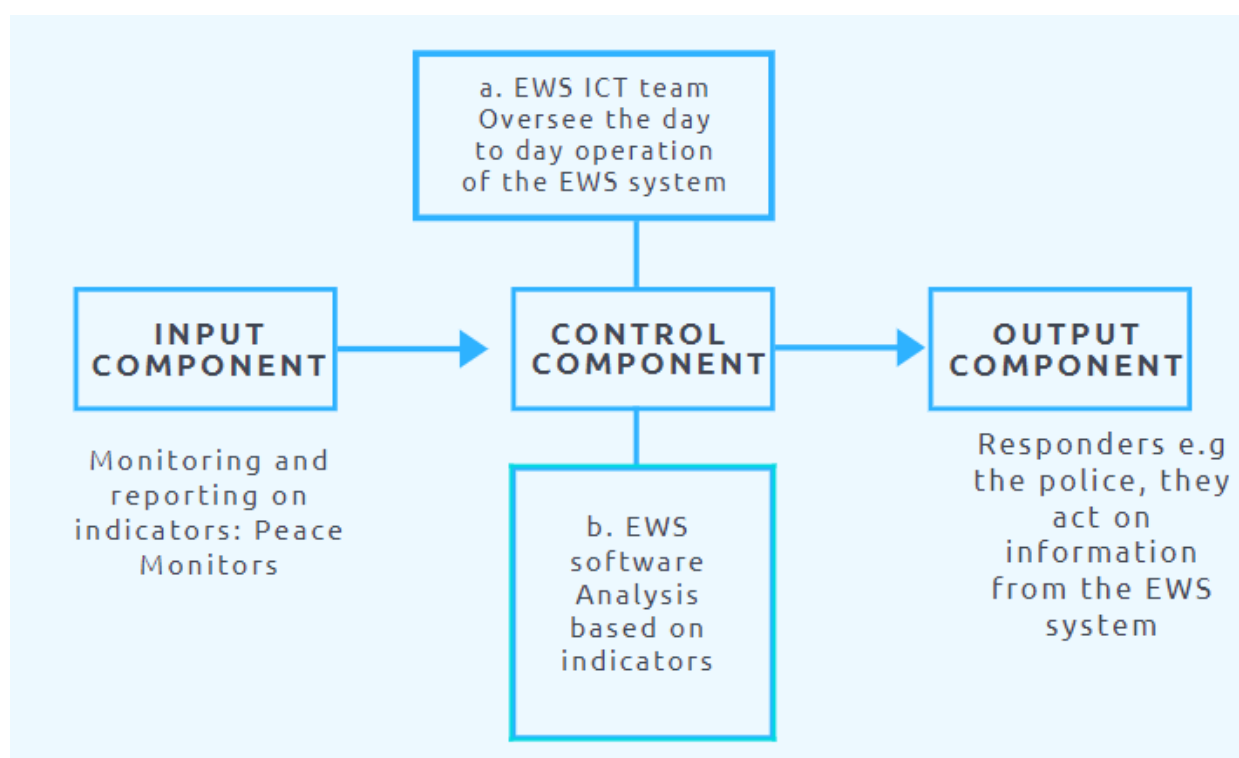 a. EWS ICT team
Oversee the day
to day operation
of the EWS system
INPUT
COMPONENT
CONTROL
COMPONENT
OUTPUT
COMPONENT
Monitoring and
reporting on
indicators: Peace
Monitors
b. EWS
software
Analysis
based on
indicators
Responders e.g
the police, they
act on
information
from the EWS
system